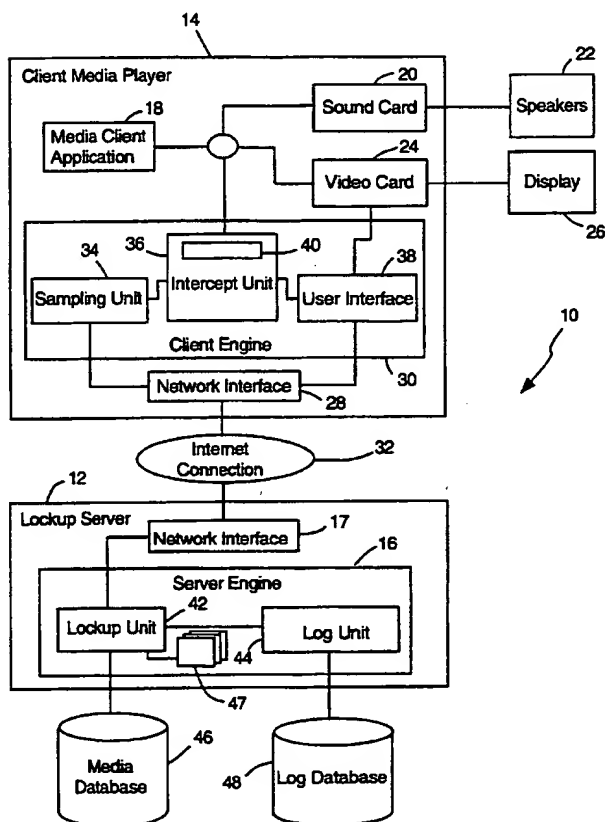 14
Client Media Player
20
22
18
Sound Card
Speakers
Media Client
Application
24
Video Card
Display
26
36
40
34
38
Intercept Unit
Sampling Unit
User Interface
10
Client Engine
30
Network Interface
28
Internet
Connection
32
12
Lockup Server
17
Network Interface
16
Server Engine
42
Lockup Unit
Log Unit
44
47
46
Media
Database
48
Log Database